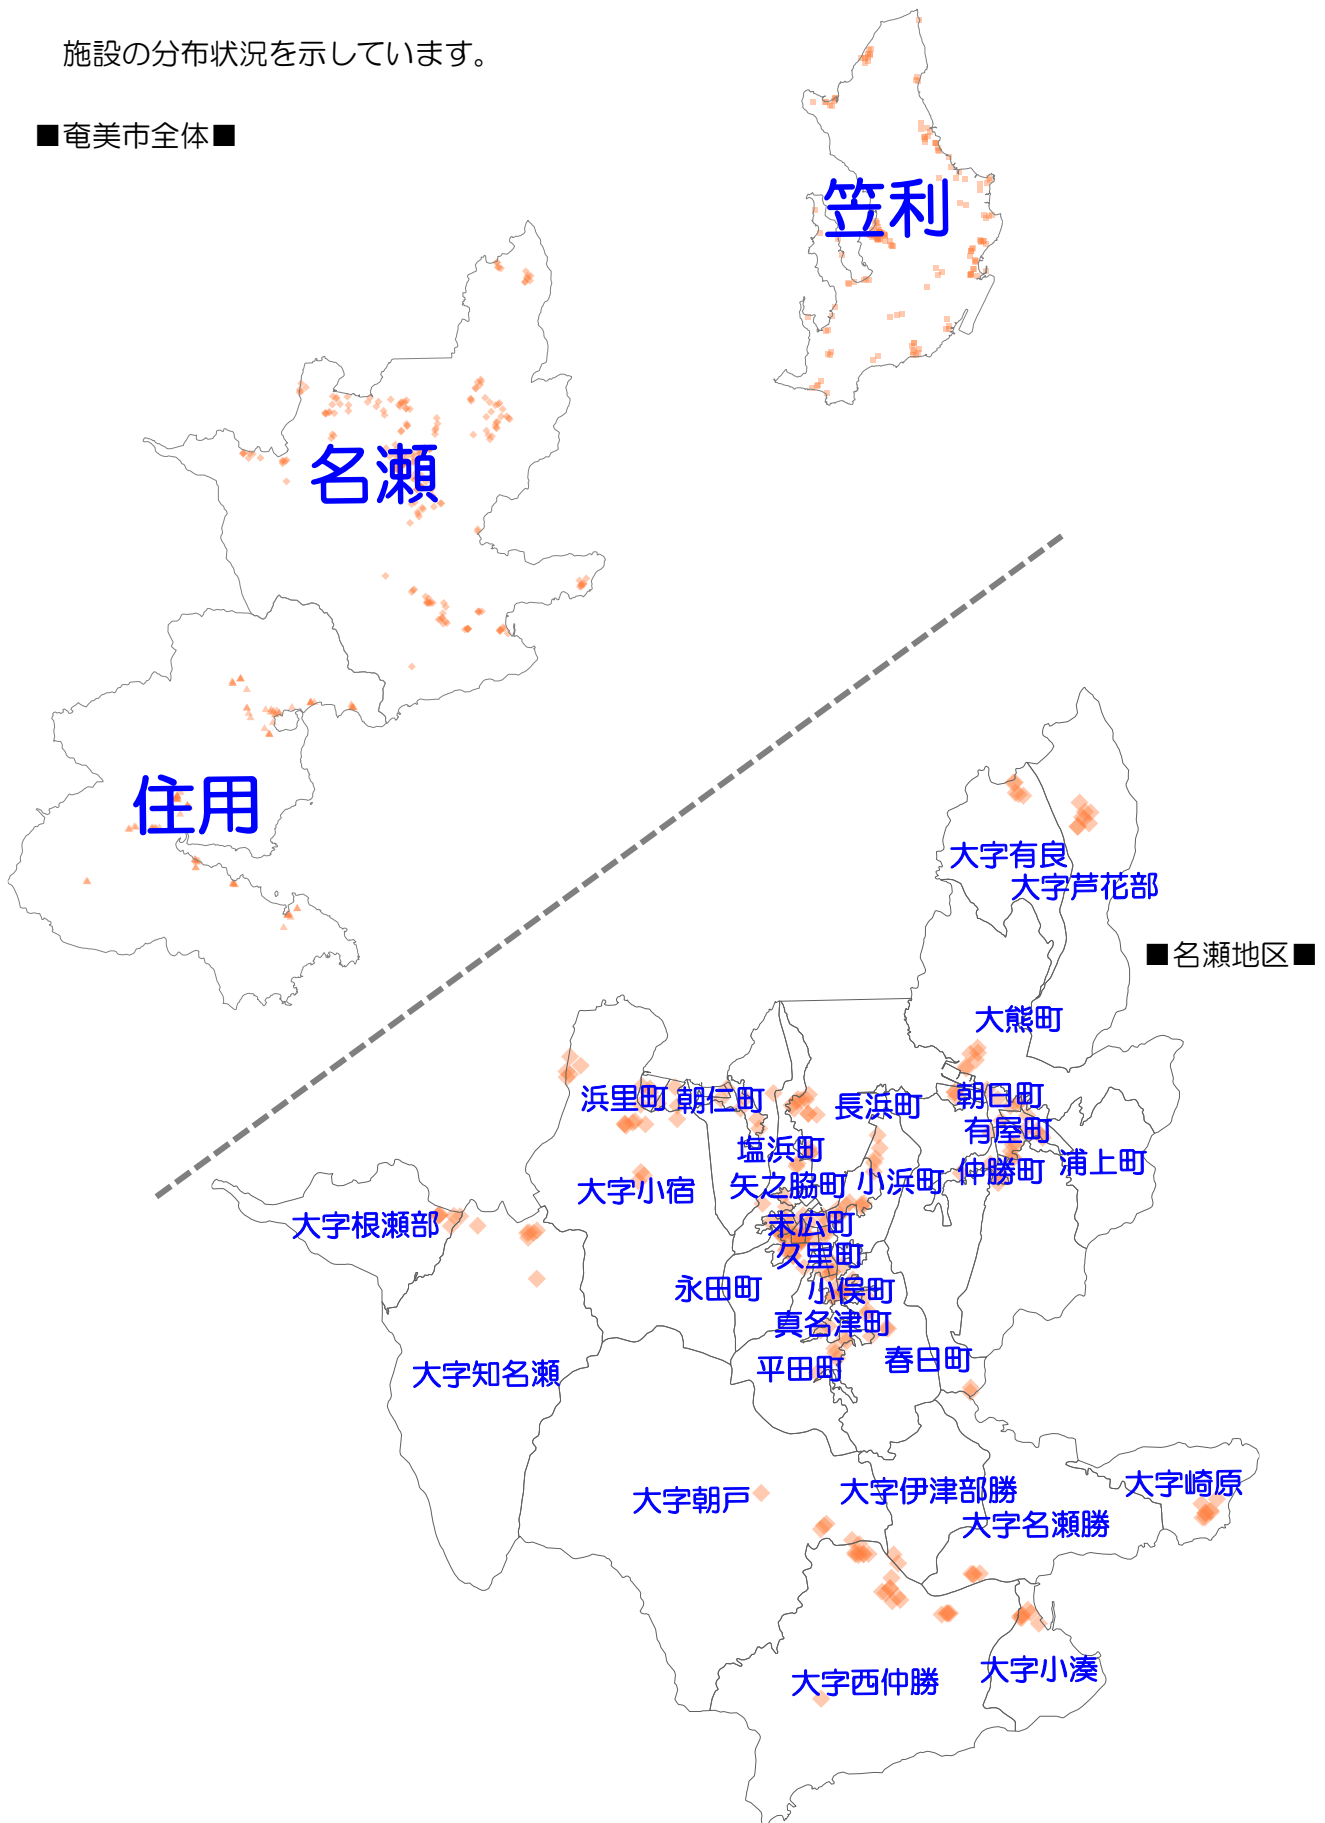 施設の分布状況を示しています。
■奄美市全体■
笠利
名瀬
住用
大字有良
大字芦花部
■名瀬地区■
大熊町
浜里町
朝仁町
長浜町
朝日町
有屋町
塩浜町
浦上町
仲勝町
大字小宿
矢之脇町
小浜町
大字根瀬部
末広町
久里町
永田町
小俣町
真名津町
大字知名瀬
平田町
春日町
大字朝戸
大字伊津部勝
大字崎原
大字名瀬勝
大字西仲勝
大字小湊